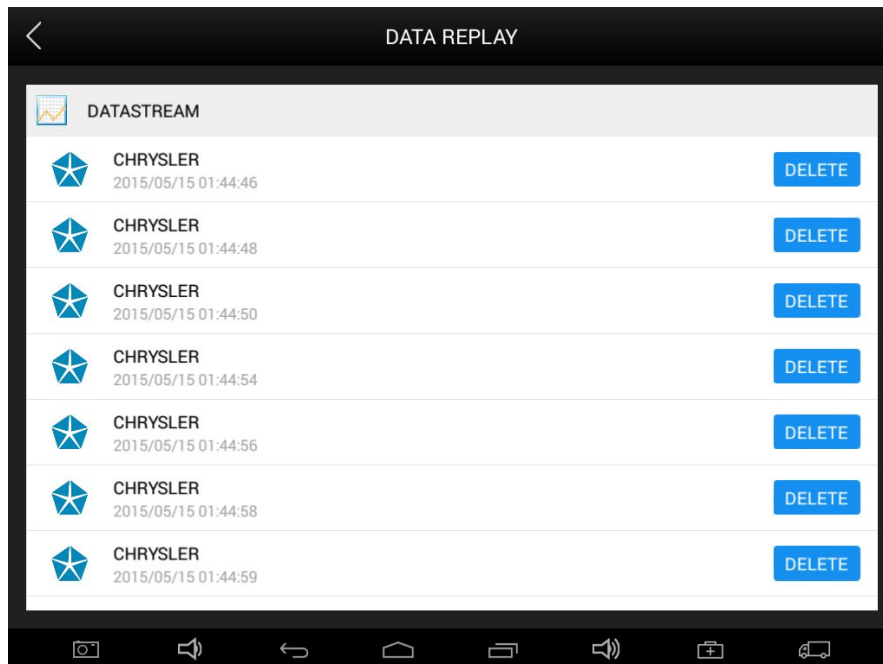 DATA REPLAY
DATASTREAM
CHRYSLER
2015/05/15 01:44:46
DELETE
CHRYSLER
2015/05/15 01:44:48
DELETE
CHRYSLER
2015/05/15 01:44:50
DELETE
CHRYSLER
2015/05/15 01:44:54
DELETE
CHRYSLER
2015/05/15 01:44:56
DELETE
CHRYSLER
2015/05/15 01:44:58
DELETE
CHRYSLER
2015/05/15 01:44:59
DELETE